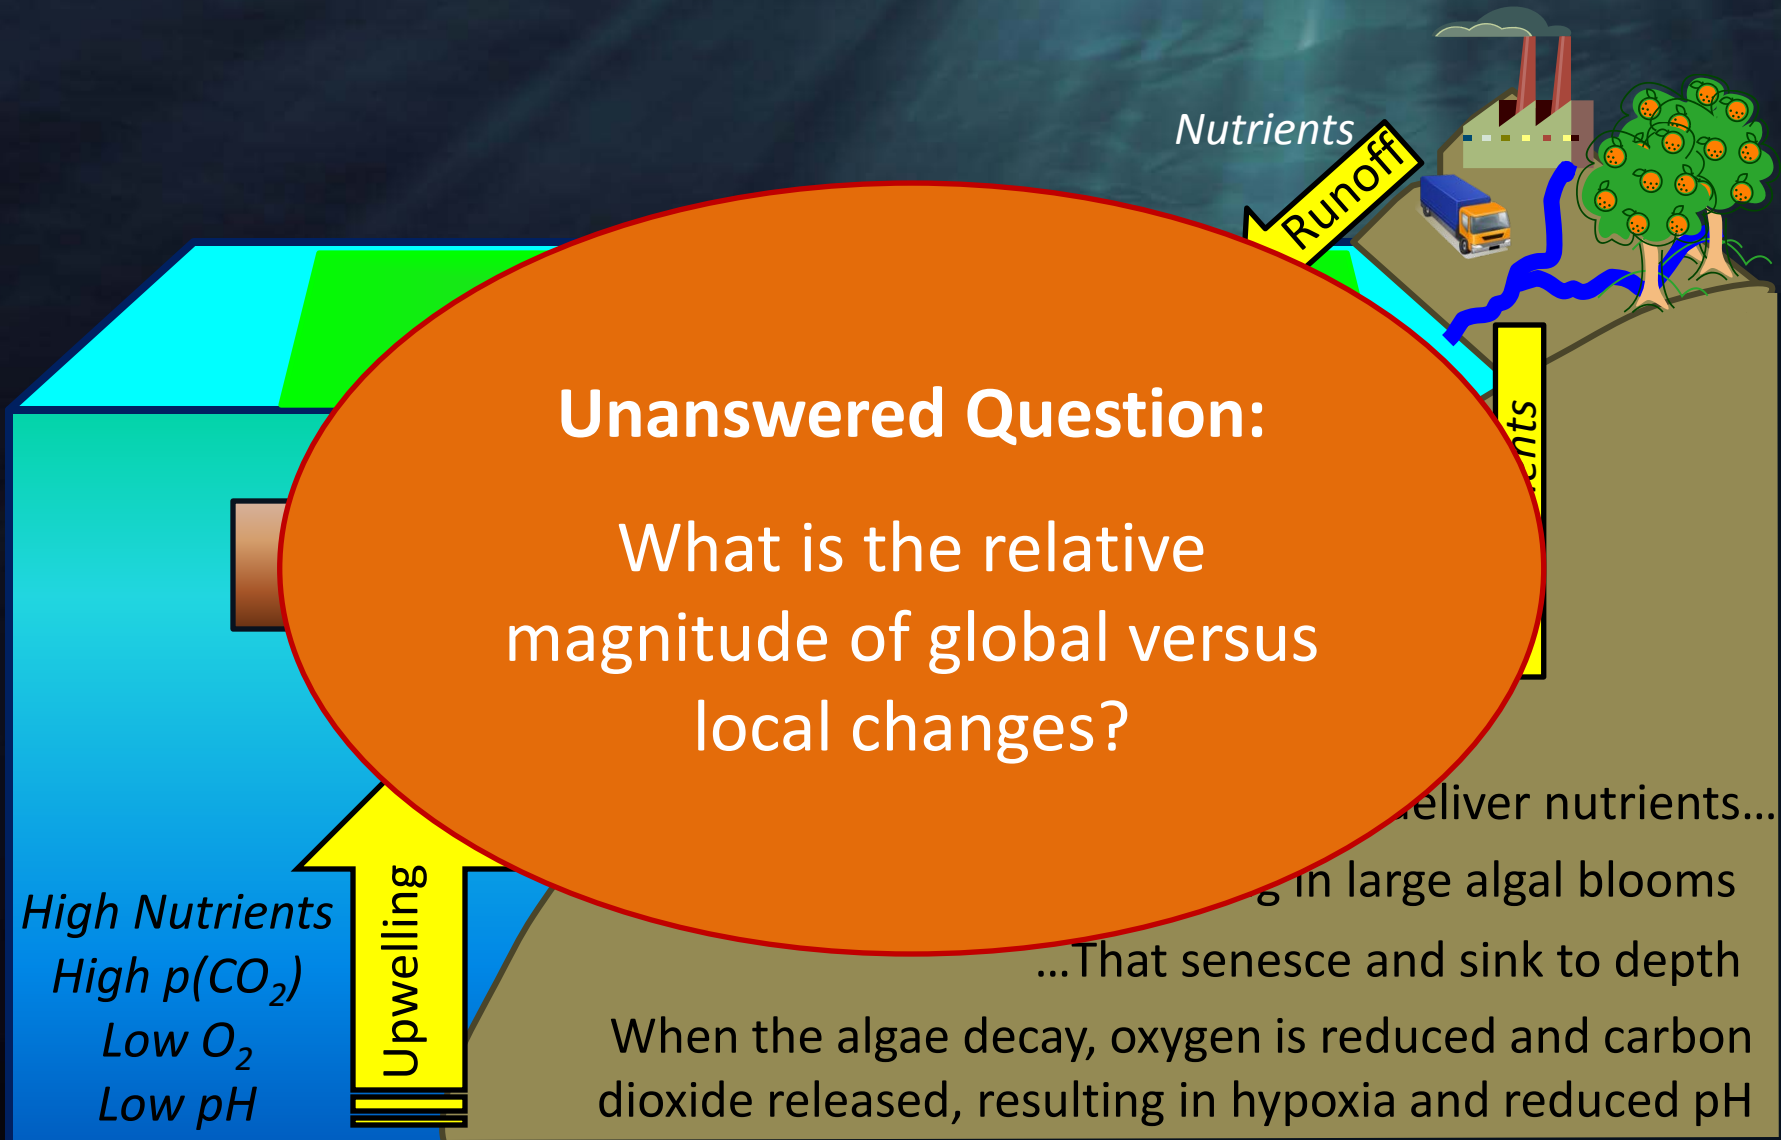 Nutrients
Runoff
Unanswered Question:
What is the relative
magnitude of global versus
local changes?
nutrients…
in large algal blooms
…That senesce and sink to depth
When the algae decay, oxygen is reduced and carbon
dioxide released, resulting in hypoxia and reduced pH
Upwelling
High Nutrients
High p(CO₂)
Low O₂
Low pH